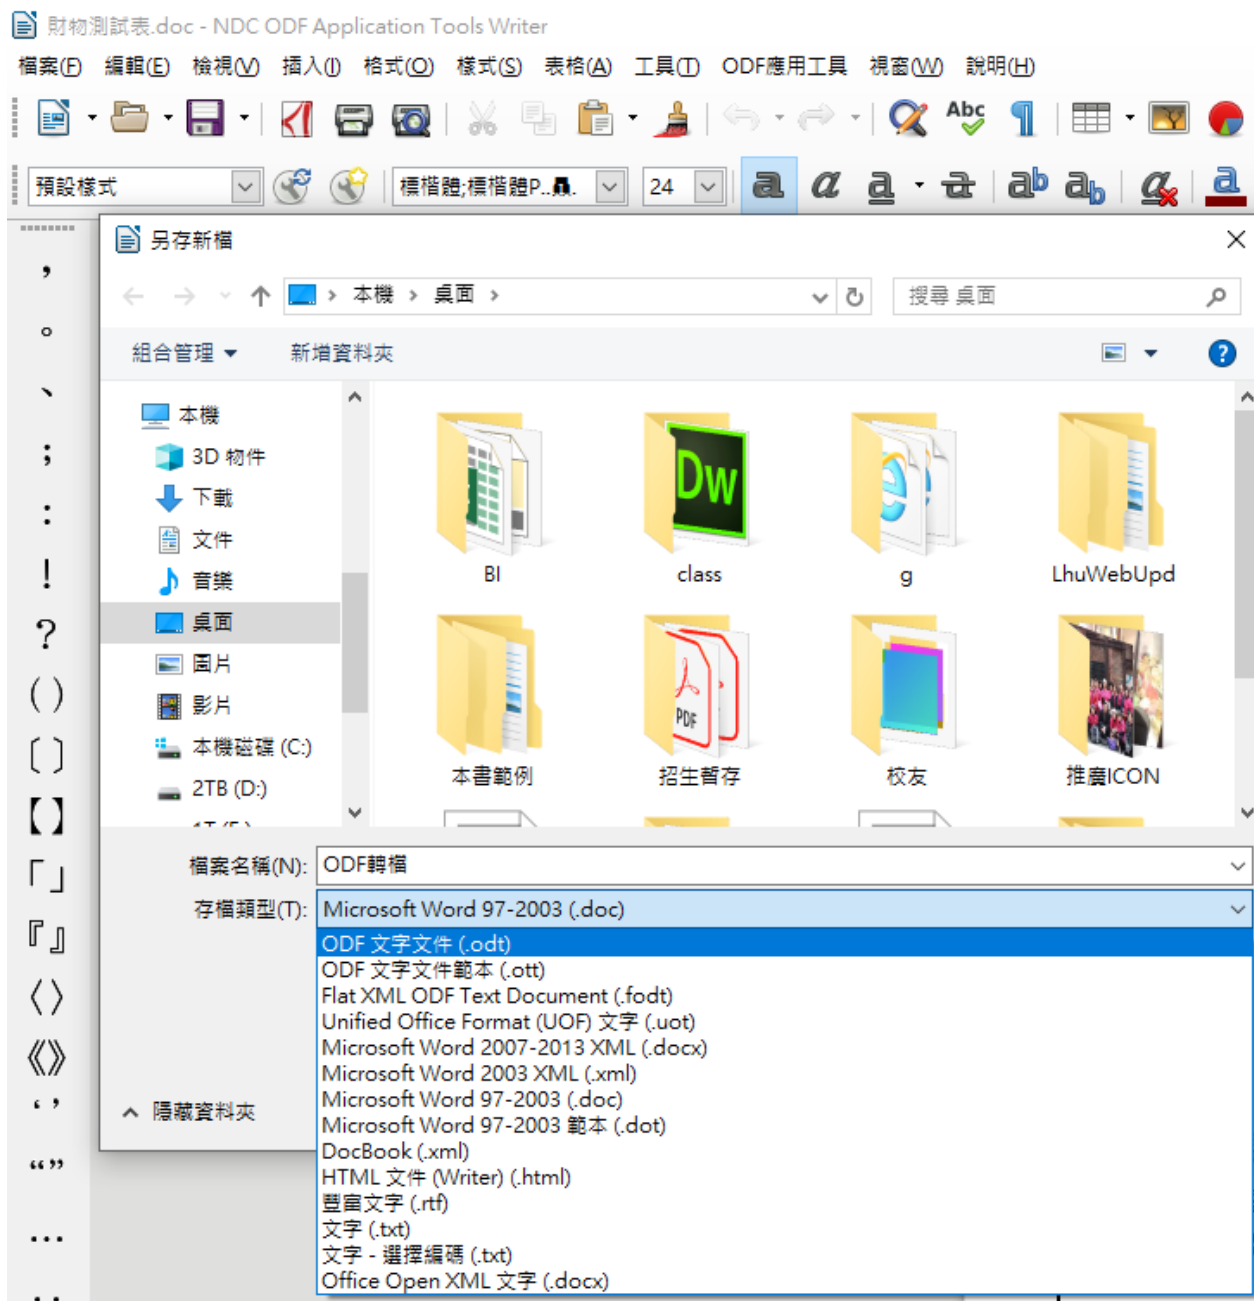 財物測試表.doc - NDC ODF Application Tools Writer
檔案(F) 編輯(E) 檢視(V) 插入(I) 格式(O) 樣式(S) 表格(A) 工具(T) ODF應用工具 視窗(W) 說明(H)
Abc
預設樣式 標楷體;標楷體P.. 24 a a a a ab ab a a
另存新檔
本機 › 桌面 ›
搜尋 桌面
組合管理 新增資料夾
,
。
、
;
:
!
?
( )
〔 〕
【 】
「 」
『 』
〈 〉
《 》
‘ ’
“ ”
…
本機
3D 物件
下載
文件
音樂
桌面
圖片
影片
本機磁碟 (C:)
2TB (D:)
Dw
BI class g LhuWebUpd
PDF
本書範例 招生暫存 校友 推廣ICON
檔案名稱(N): ODF轉檔
存檔類型(T): Microsoft Word 97-2003 (.doc)
ODF 文字文件 (.odt)
ODF 文字文件範本 (.ott)
Flat XML ODF Text Document (.fodt)
Unified Office Format (UOF) 文字 (.uot)
Microsoft Word 2007-2013 XML (.docx)
Microsoft Word 2003 XML (.xml)
Microsoft Word 97-2003 (.doc)
Microsoft Word 97-2003 範本 (.dot)
DocBook (.xml)
HTML 文件 (Writer) (.html)
豐富文字 (.rtf)
文字 (.txt)
文字 - 選擇編碼 (.txt)
Office Open XML 文字 (.docx)
隱藏資料夾